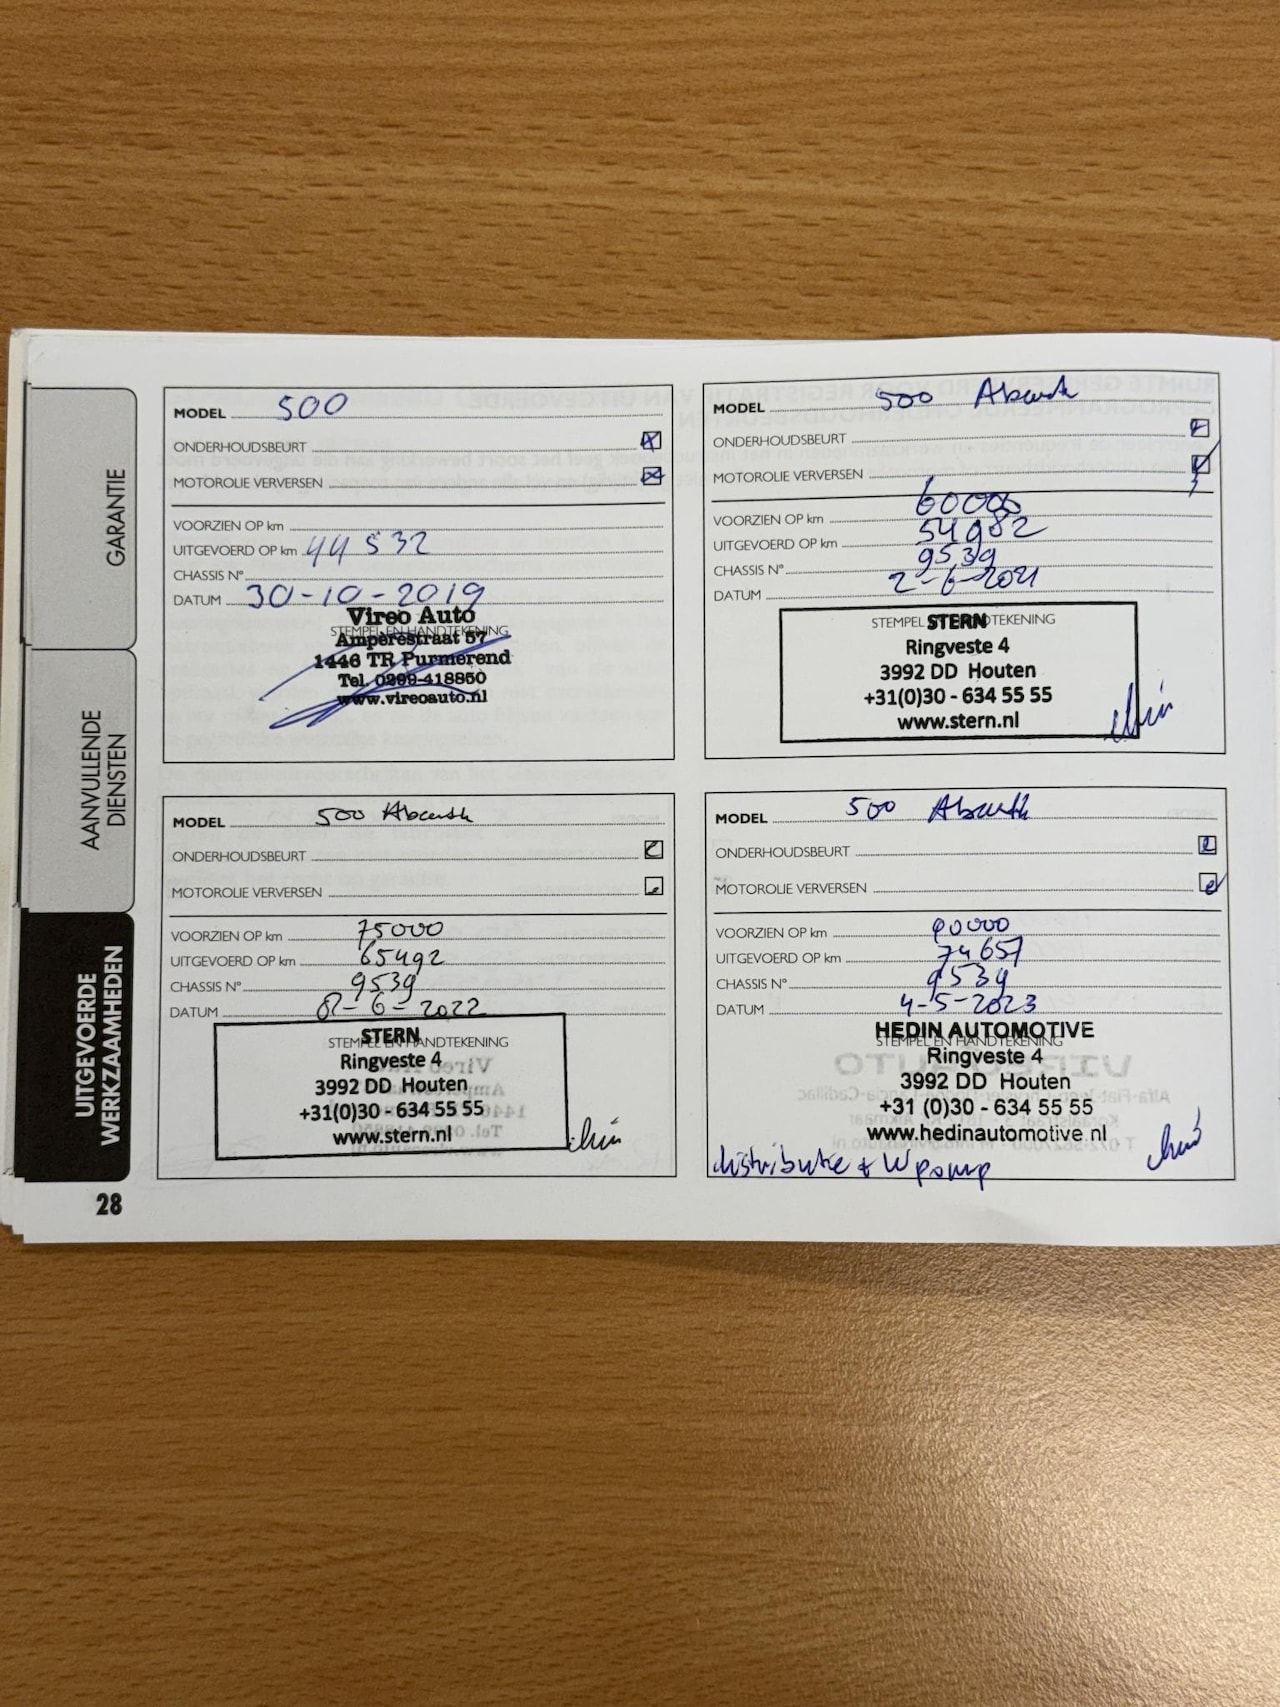 GARANTIE
AANVULLENDE
DIENSTEN
UITGEVOERDE
WERKZAAMHEDEN
28
MODEL 500
ONDERHOUDSBEURT
MOTOROLIE VERVERSEN
VOORZIEN OP km
UITGEVOERD OP km 44532
CHASSIS N°
DATUM 30-10-2019
STEMPEL EN HANDTEKENING
Vireo Auto
Amperestraat 57
1446 TR Purmerend
Tel. 0299-418850
www.vireoauto.nl
MODEL 500 Abarth
ONDERHOUDSBEURT
MOTOROLIE VERVERSEN
VOORZIEN OP km 60000
UITGEVOERD OP km 54982
CHASSIS N° 9539
DATUM 2-6-2021
STEMPEL EN HANDTEKENING
STERN
Ringveste 4
3992 DD Houten
+31(0)30 - 634 55 55
www.stern.nl
MODEL 500 Abarth
ONDERHOUDSBEURT
MOTOROLIE VERVERSEN
VOORZIEN OP km 75000
UITGEVOERD OP km 65492
CHASSIS N° 9539
DATUM -6-2022
STEMPEL EN HANDTEKENING
STERN
Ringveste 4
3992 DD Houten
+31(0)30 - 634 55 55
www.stern.nl
MODEL 500 Abarth
ONDERHOUDSBEURT
MOTOROLIE VERVERSEN
VOORZIEN OP km 90000
UITGEVOERD OP km 74657
CHASSIS N° 9539
DATUM 4-5-2023
STEMPEL EN HANDTEKENING
HEDIN AUTOMOTIVE
Ringveste 4
3992 DD Houten
+31 (0)30 - 634 55 55
www.hedinautomotive.nl
distributie + Wpomp